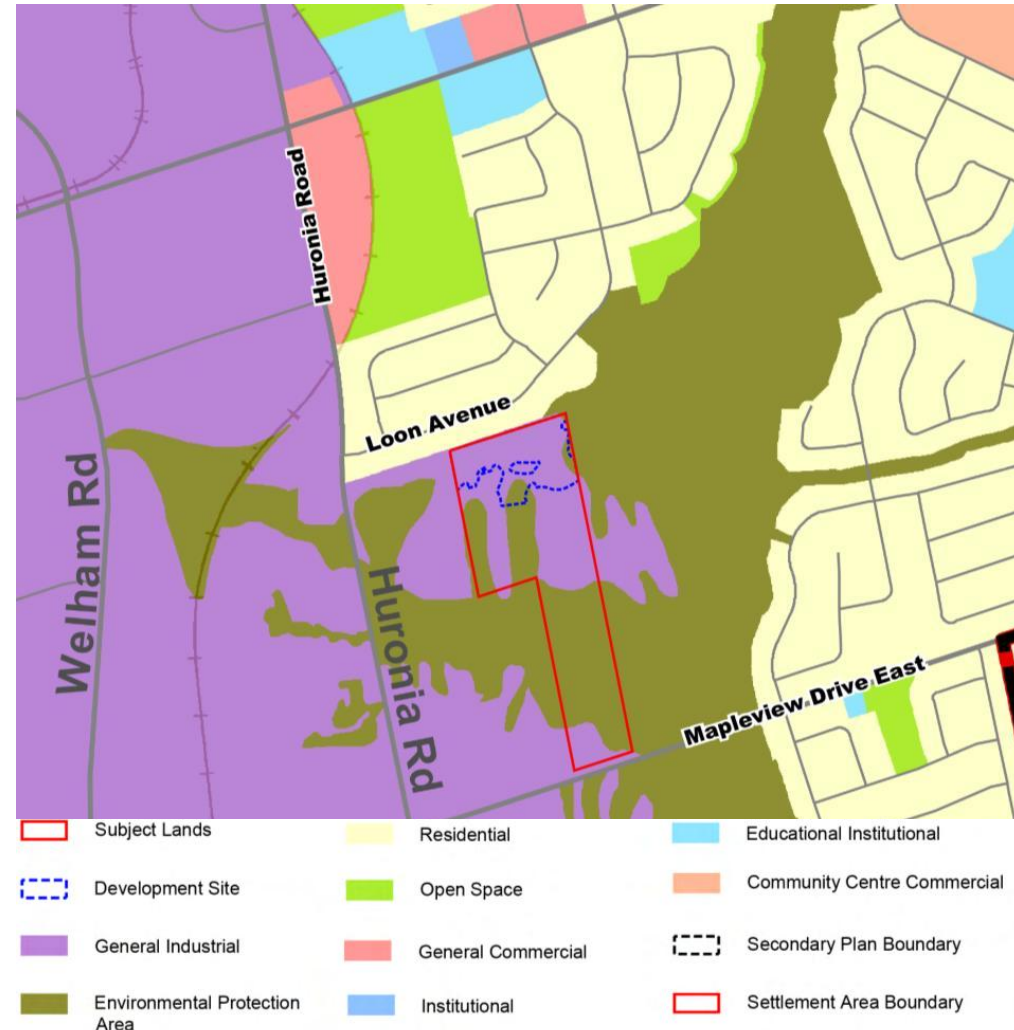 Huronia Road
Loon Avenue
Welham Rd
Huronia Rd
Mapleview Drive East
Subject Lands
Residential
Educational Institutional
Development Site
Open Space
Community Centre Commercial
General Industrial
General Commercial
Secondary Plan Boundary
Environmental Protection
Area
Institutional
Settlement Area Boundary